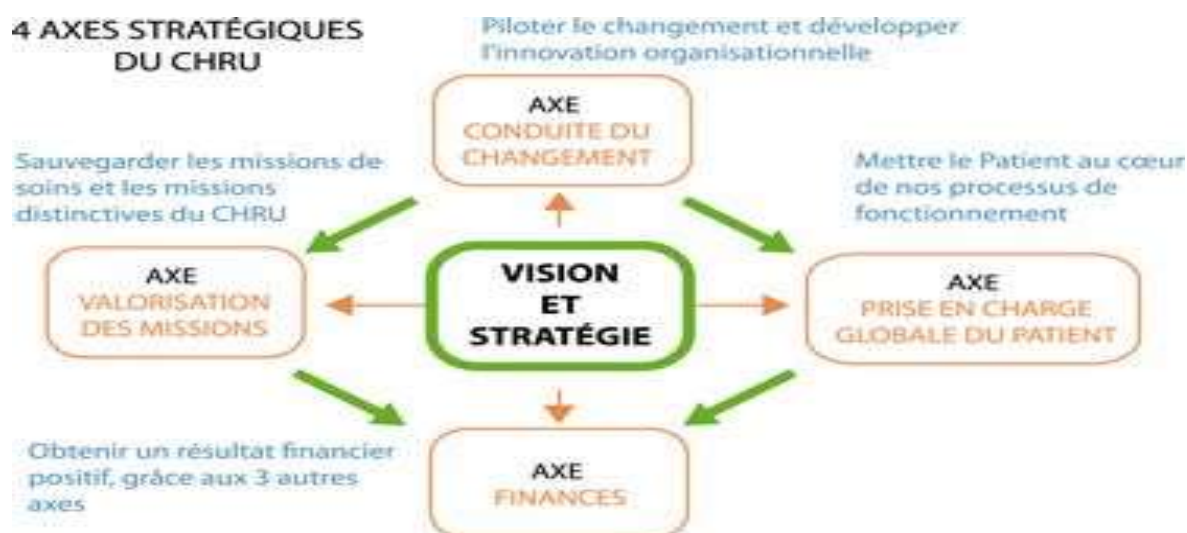 4 AXES STRATÉGIQUES
DU CHRU
Piloter le changement et développer
l'innovation organisationnelle
AXE
CONDUITE DU
CHANGEMENT
Sauvegarder les missions de
soins et les missions
distinctives du CHRU
Mettre le Patient au cœur
de nos processus de
fonctionnement
AXE
VALORISATION
DES MISSIONS
VISION
ET
STRATÉGIE
AXE
PRISE EN CHARGE
GLOBALE DU PATIENT
Obtenir un résultat financier
positif, grâce aux 3 autres
axes
AXE
FINANCES